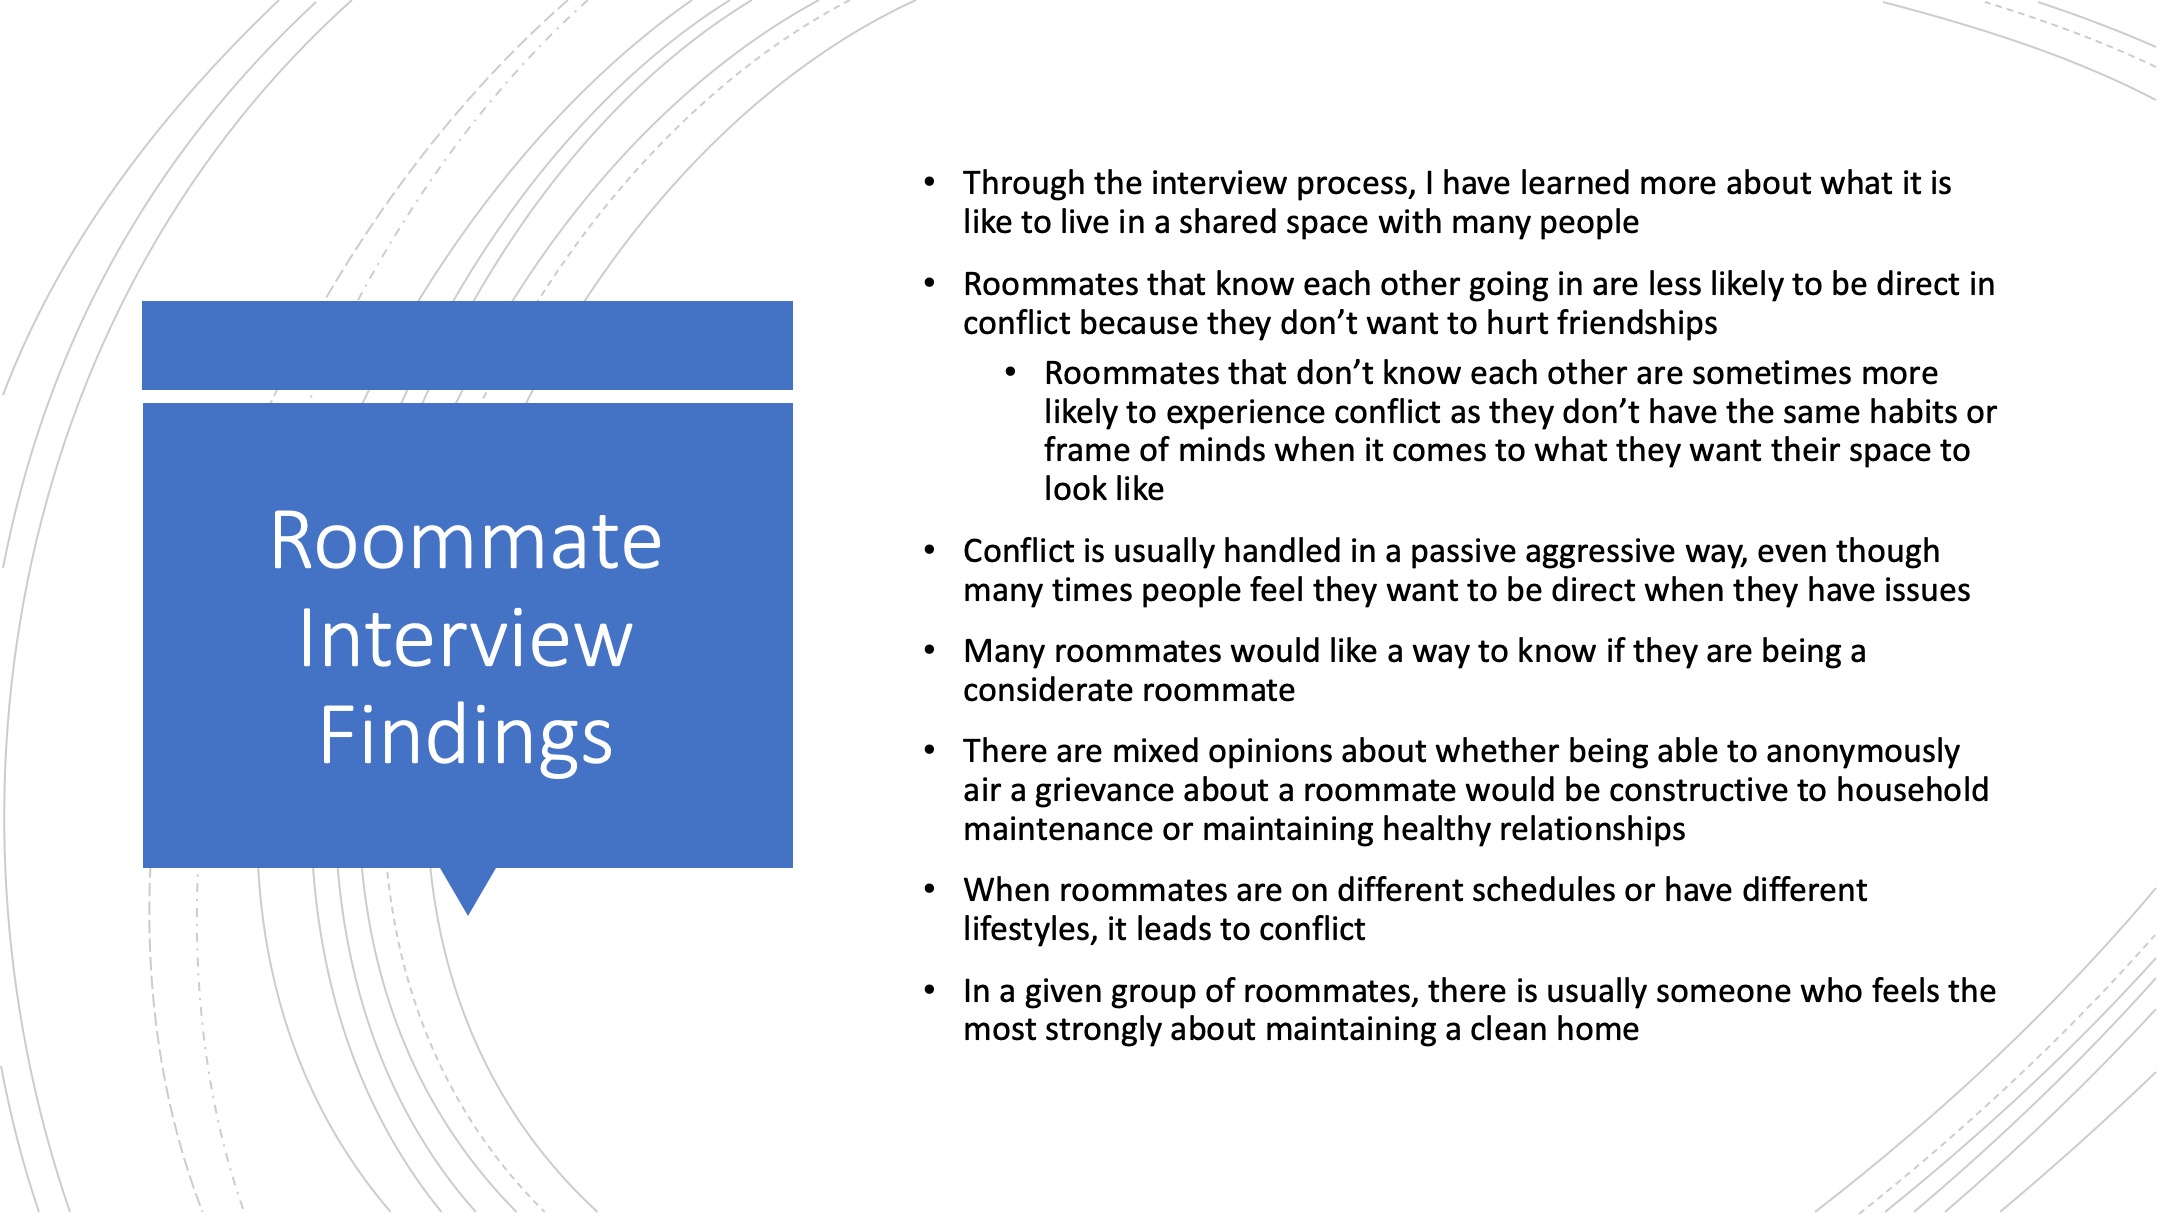 Roommate
Interview
Findings
• Through the interview process, I have learned more about what it is
like to live in a shared space with many people
• Roommates that know each other going in are less likely to be direct in
conflict because they don’t want to hurt friendships
• Roommates that don’t know each other are sometimes more
likely to experience conflict as they don’t have the same habits or
frame of minds when it comes to what they want their space to
look like
• Conflict is usually handled in a passive aggressive way, even though
many times people feel they want to be direct when they have issues
• Many roommates would like a way to know if they are being a
considerate roommate
• There are mixed opinions about whether being able to anonymously
air a grievance about a roommate would be constructive to household
maintenance or maintaining healthy relationships
• When roommates are on different schedules or have different
lifestyles, it leads to conflict
• In a given group of roommates, there is usually someone who feels the
most strongly about maintaining a clean home